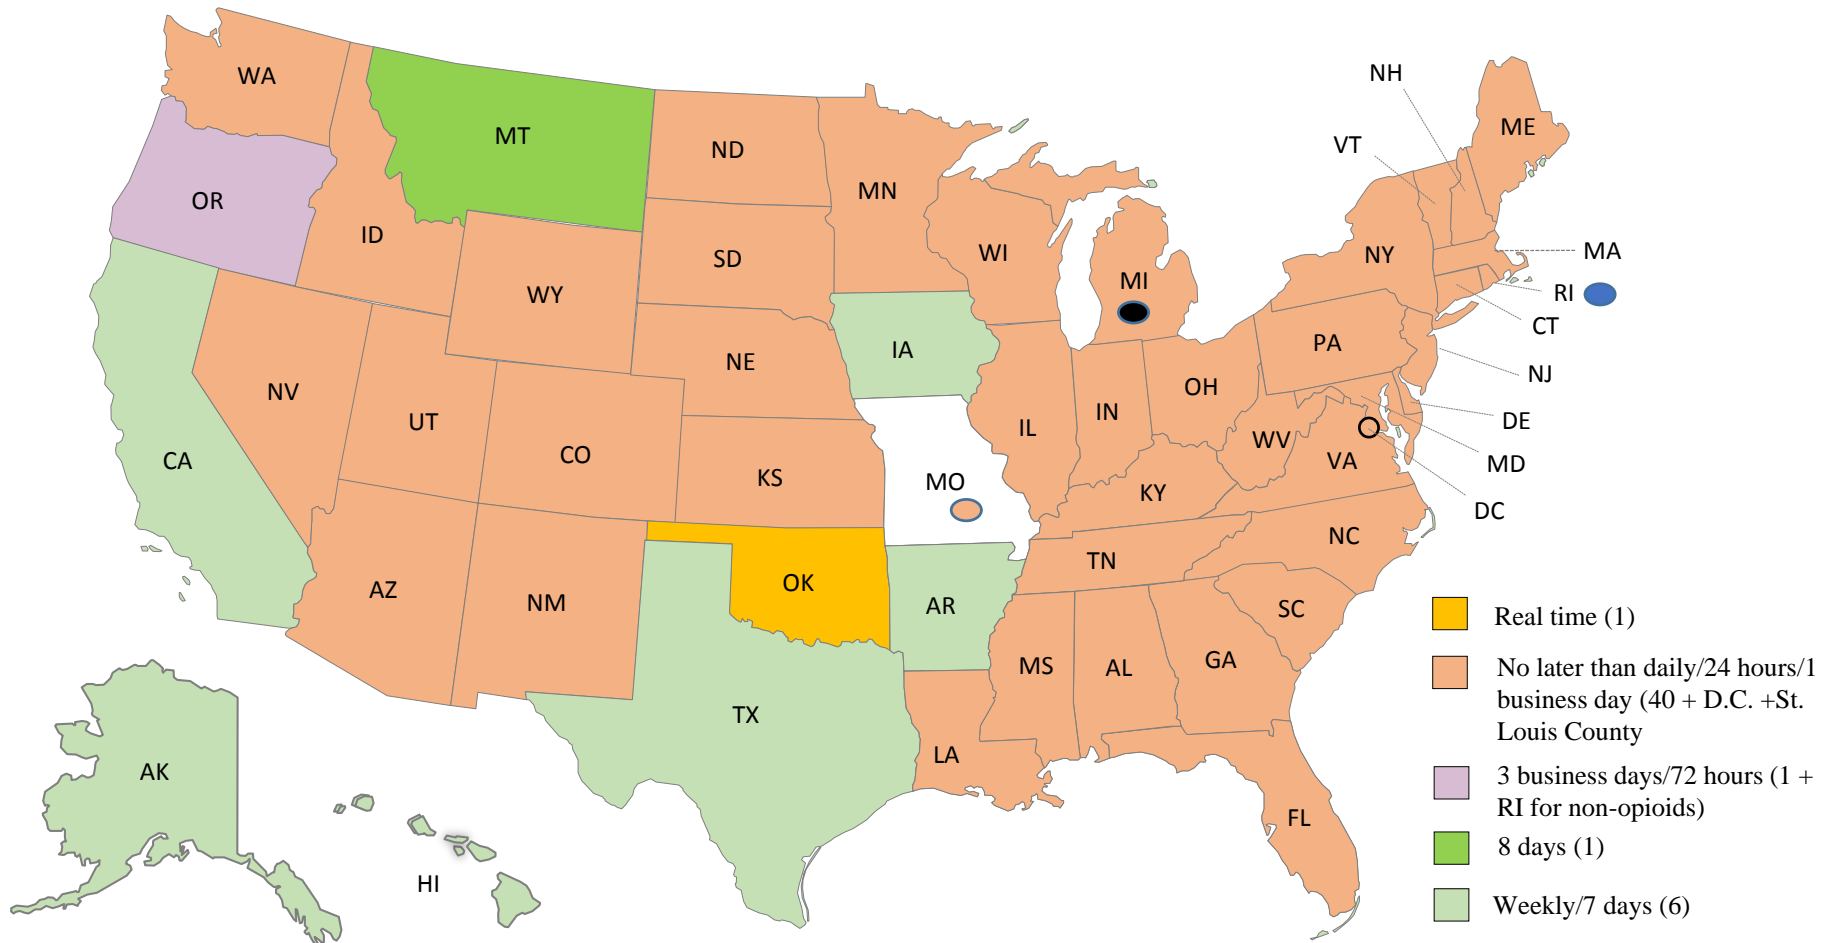 NH
WA
ME
MT
VT
ND
MN
OR
ID
MA
NY
WI
SD
MI
RI
WY
CT
PA
IA
NE
NJ
OH
NV
IN
UT
DE
IL
WV
CO
CA
VA
MD
KS
MO
KY
DC
NC
TN
OK
AZ
NM
AR
SC
GA
MS
AL
TX
LA
AK
FL
HI
Real time (1)
No later than daily/24 hours/1
business day (40 + D.C. +St.
Louis County
3 business days/72 hours (1 +
RI for non-opioids)
8 days (1)
Weekly/7 days (6)